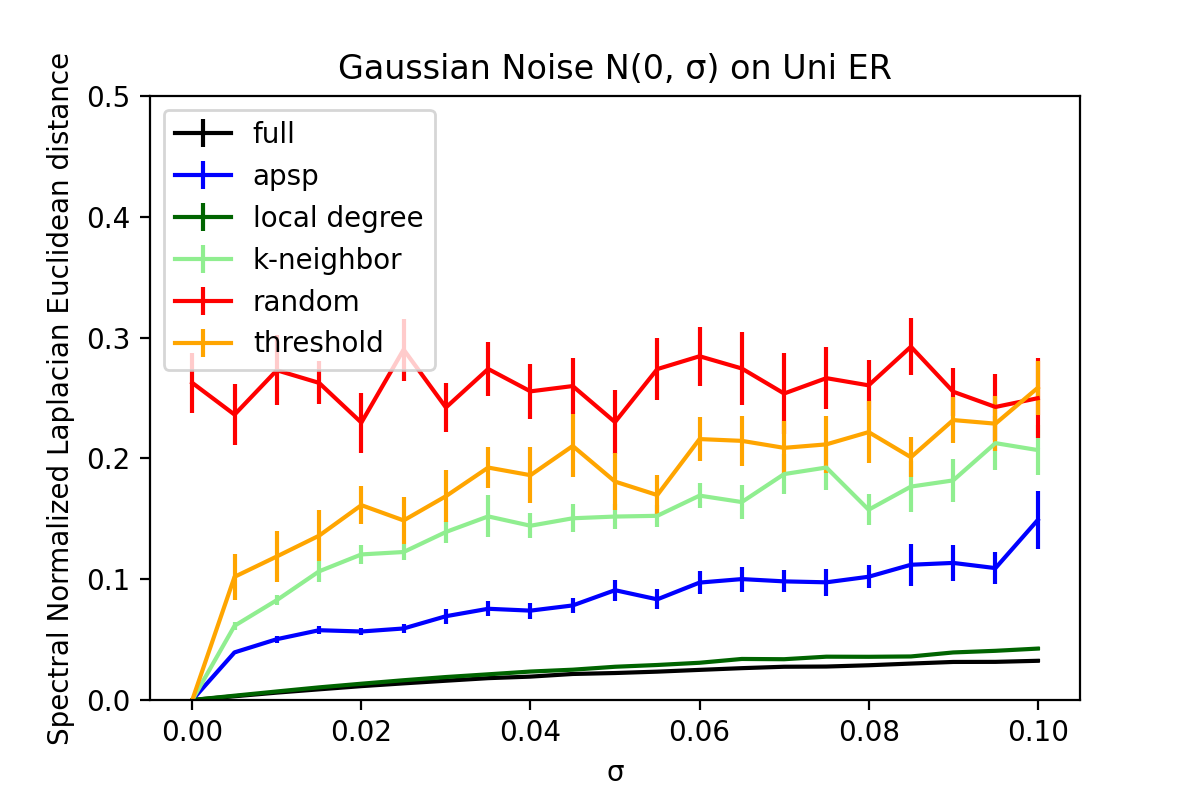 Gaussian Noise N(0, σ) on Uni ER
Spectral Normalized Laplacian Euclidean distance
0.5
0.4
0.3
0.2
0.1
0.0
full
apsp
local degree
k-neighbor
random
threshold
0.00 0.02 0.04 0.06 0.08 0.10
σ